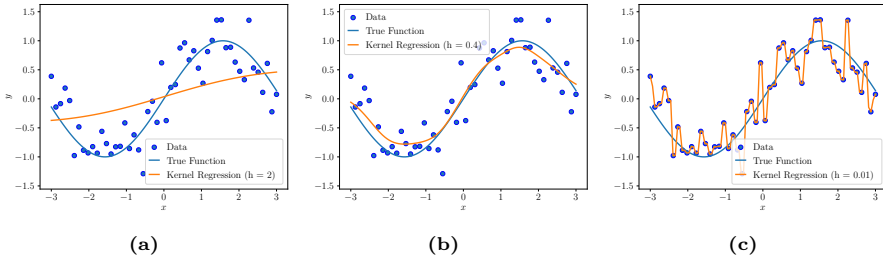 1.5
1.0
0.5
0.0
−0.5
−1.0
−1.5
y
−3
−2
−1
0
1
2
3
x
Data
True Function
Kernel Regression (h = 2)
(a)
1.5
1.0
0.5
0.0
−0.5
−1.0
−1.5
y
−3
−2
−1
0
1
2
3
x
Data
True Function
Kernel Regression (h = 0.4)
(b)
1.5
1.0
0.5
0.0
−0.5
−1.0
−1.5
y
−3
−2
−1
0
1
2
3
x
Data
True Function
Kernel Regression (h = 0.01)
(c)